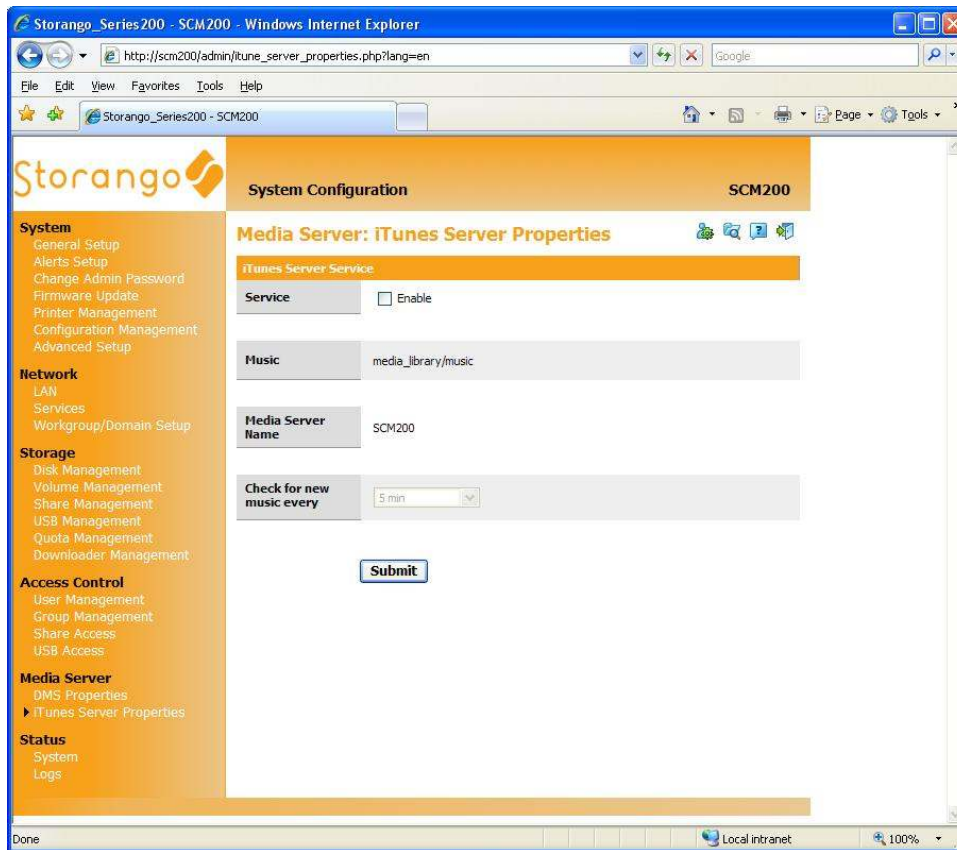 Storango_Series200 - SCM200 - Windows Internet Explorer
http://scm200/admin/itune_server_properties.php?lang=en
Google
File Edit View Favorites Tools Help
Storango_Series200 - SCM200
Page Tools
Storango
System Configuration
SCM200
System
General Setup
Alerts Setup
Change Admin Password
Firmware Update
Printer Management
Configuration Management
Advanced Setup
Network
LAN
Services
Workgroup/Domain Setup
Storage
Disk Management
Volume Management
Share Management
USB Management
Quota Management
Downloader Management
Access Control
User Management
Group Management
Share Access
USB Access
Media Server
DMS Properties
iTunes Server Properties
Status
System
Logs
Media Server: iTunes Server Properties
iTunes Server Service
Service
Enable
Music
media_library/music
Media Server
Name
SCM200
Check for new
music every
5 min
Submit
Done
Local intranet
100%